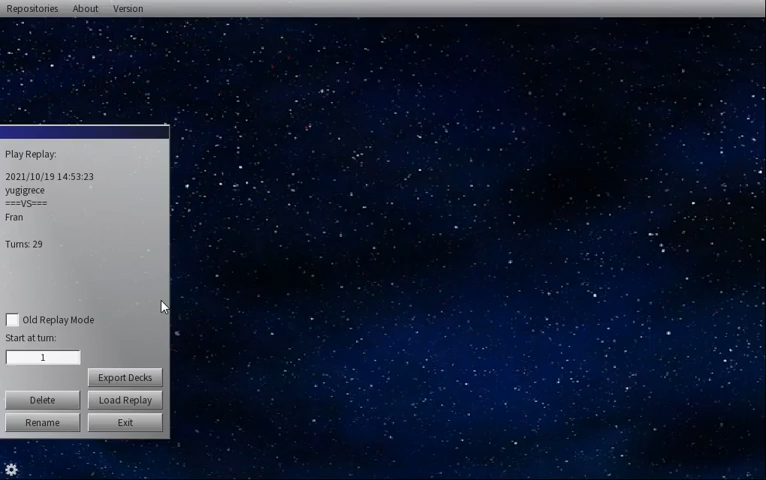 Repositories About Version
Play Replay:
2021/10/19 14:53:23
yugigrece
===VS===
Fran
Turns: 29
Old Replay Mode
Start at turn:
1
Export Decks
Delete Load Replay
Rename Exit